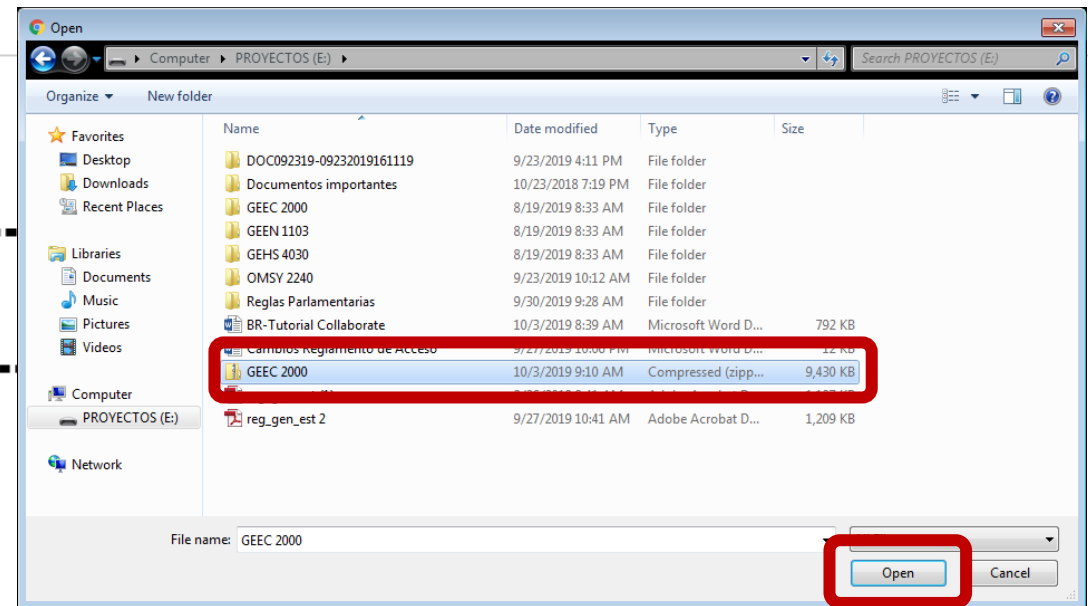 Open
Computer PROYECTOS (E:)
Search PROYECTOS (E:)
Organize New folder
Name Date modified Type Size
Favorites
Desktop
Downloads
Recent Places
Libraries
Documents
Music
Pictures
Videos
Computer
PROYECTOS (E:)
Network
DOC092319-09232019161119 9/23/2019 4:11 PM File folder
Documentos importantes 10/23/2018 7:19 PM File folder
GEEC 2000 8/19/2019 8:33 AM File folder
GEEN 1103 8/19/2019 8:33 AM File folder
GEHS 4030 8/19/2019 8:33 AM File folder
OMSY 2240 9/23/2019 10:12 AM File folder
Reglas Parlamentarias 9/30/2019 9:28 AM File folder
BR-Tutorial Collaborate 10/3/2019 8:39 AM Microsoft Word D... 792 KB
Cambios Reglamento de Acceso 9/27/2019 Microsoft Word D... 12 KB
GEEC 2000 10/3/2019 9:10 AM Compressed (zipp... 9,430 KB
reg_gen_est 2 9/27/2019 10:41 AM Adobe Acrobat D... 1,209 KB
File name: GEEC 2000
Open Cancel